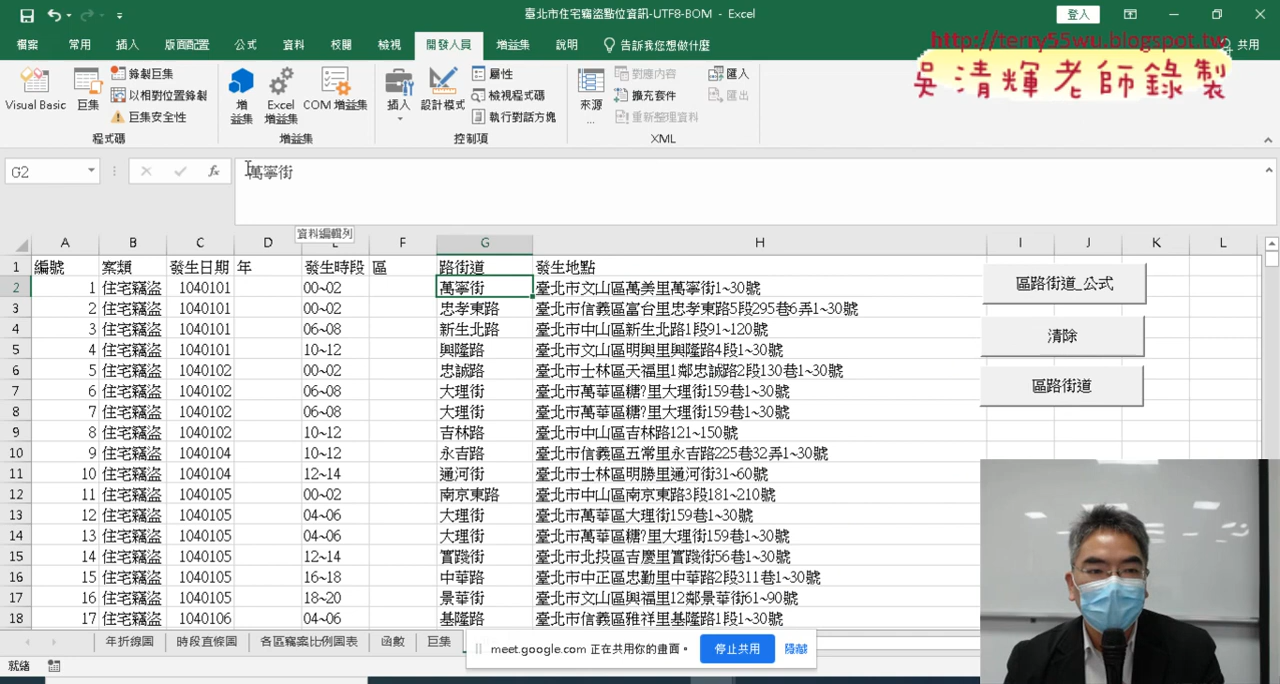 臺北市住宅竊盜點位資訊-UTF8-BOM - Excel
登入
檔案 常用 插入 版面配置 公式 資料 校閱 檢視 開發人員 增益集 說明 告訴我您想做什麼 共用
http://terry55wu.blogspot.tw
吳清輝老師錄製
Visual Basic
巨集
錄製巨集
以相對位置錄製
巨集安全性
程式碼
增益集
Excel 增益集
COM 增益集
增益集
插入
設計模式
屬性
檢視程式碼
執行對話方塊
控制項
來源
...
對應內容
擴充套件
重新整理資料
匯入
匯出
XML
G2
fx
萬寧街
資料編輯列
A B C D E F G H I J K L
1 編號 案類 發生日期 年 發生時段 區 路街道 發生地點
2 1 住宅竊盜 1040101 00~02 萬寧街 臺北市文山區萬美里萬寧街1~30號
3 2 住宅竊盜 1040101 00~02 忠孝東路 臺北市信義區富台里忠孝東路5段295巷6弄1~30號
4 3 住宅竊盜 1040101 06~08 新生北路 臺北市中山區新生北路1段91~120號
5 4 住宅竊盜 1040101 10~12 興隆路 臺北市文山區明興里興隆路4段1~30號
6 5 住宅竊盜 1040102 00~02 忠誠路 臺北市士林區天福里1鄰忠誠路2段130巷1~30號
7 6 住宅竊盜 1040102 06~08 大理街 臺北市萬華區糖?里大理街159巷1~30號
8 7 住宅竊盜 1040102 06~08 大理街 臺北市萬華區糖?里大理街159巷1~30號
9 8 住宅竊盜 1040102 10~12 吉林路 臺北市中山區吉林路121~150號
10 9 住宅竊盜 1040104 10~12 永吉路 臺北市信義區五常里永吉路225巷32弄1~30號
11 10 住宅竊盜 1040104 12~14 通河街 臺北市士林區明勝里通河街31~60號
12 11 住宅竊盜 1040105 00~02 南京東路 臺北市中山區南京東路3段181~210號
13 12 住宅竊盜 1040105 04~06 大理街 臺北市萬華區大理街159巷1~30號
14 13 住宅竊盜 1040105 04~06 大理街 臺北市萬華區糖?里大理街159巷1~30號
15 14 住宅竊盜 1040105 12~14 實踐街 臺北市北投區吉慶里實踐街56巷1~30號
16 15 住宅竊盜 1040105 16~18 中華路 臺北市中正區忠勤里中華路2段311巷1~30號
17 16 住宅竊盜 1040105 18~20 景華街 臺北市文山區興福里12鄰景華街61~90號
18 17 住宅竊盜 1040106 04~06 基隆路 臺北市信義區雅祥里基隆路1段1~30號
區路街道_公式
清除
區路街道
年折線圖 時段直條圖 各區竊案比例圖表 函數 巨集
meet.google.com 正在共用你的畫面。 停止共用 隱藏
就緒